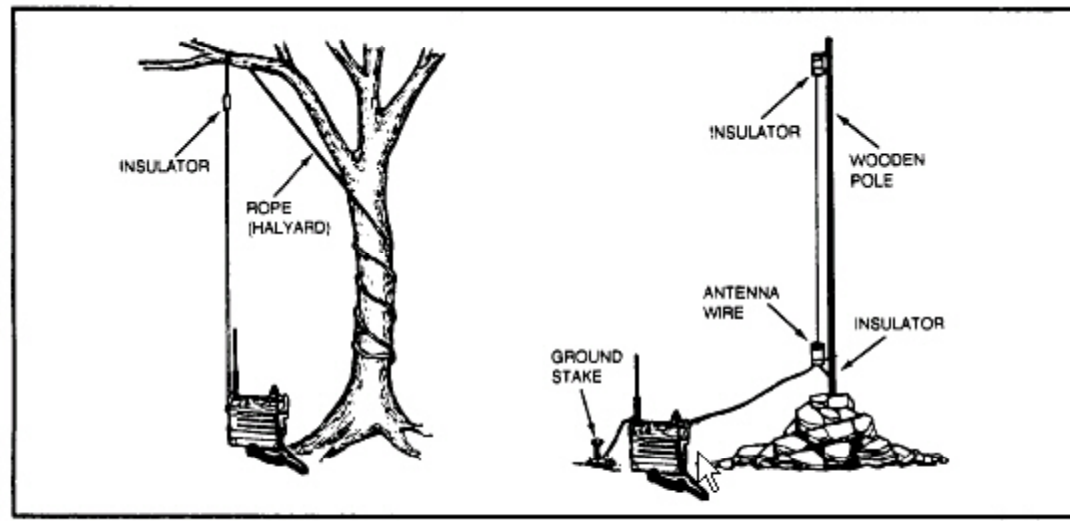 INSULATOR
ROPE
(HALYARD)
INSULATOR
WOODEN
POLE
ANTENNA
WIRE
INSULATOR
GROUND
STAKE